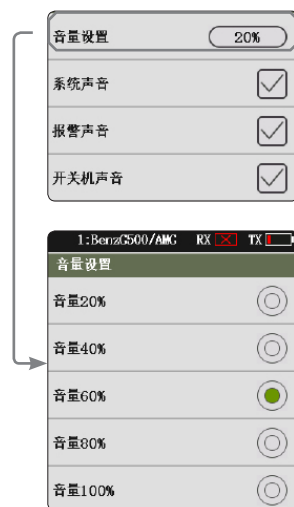 音量设置 20%
系统声音
报警声音
开关机声音
1:BenzG500/AMG RX TX
音量设置
音量20%
音量40%
音量60%
音量80%
音量100%